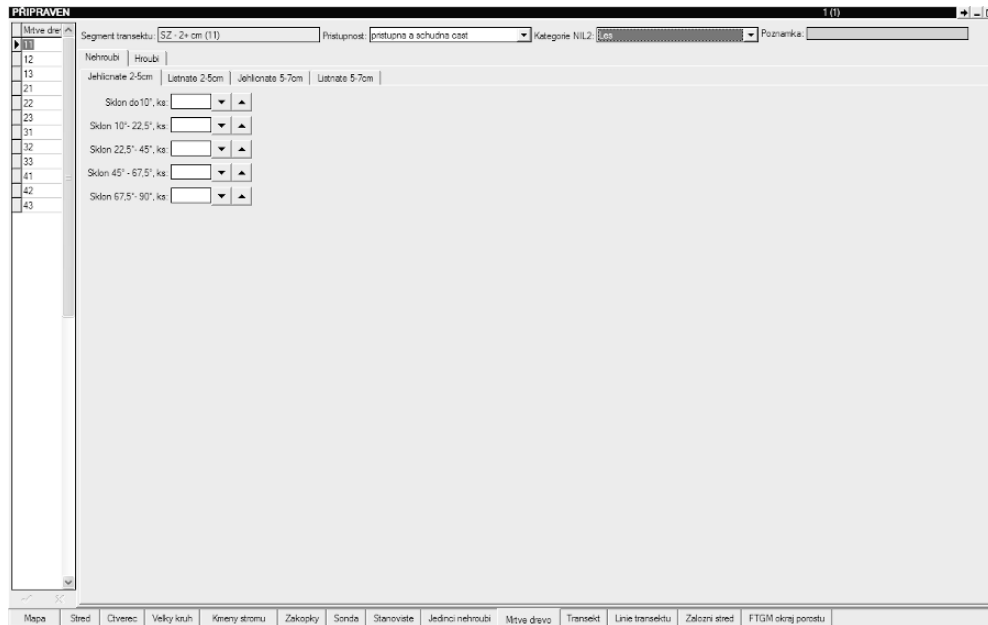 PŘIPRAVEN 1 (1)
Mrtve dre
Segment transektu: SZ - 2+ cm (11) Pristupnost: pristupna a schudna cast Kategorie NIL2: Les Poznamka:
11
12
13
21
22
23
31
32
33
41
42
43
Nehroubi Hroubi
Jehlicnate 2-5cm Listnate 2-5cm Jehlicnate 5-7cm Listnate 5-7cm
Sklon do10°, ks:
Sklon 10°- 22,5°, ks:
Sklon 22,5°- 45°, ks:
Sklon 45° - 67,5°, ks:
Sklon 67,5°- 90°, ks:
Mapa Stred Ctverec Velky kruh Kmeny stromu Zakopky Sonda Stanoviste Jedinci nehroubi Mrtve drevo Transekt Linie transektu Zalozni stred FTGM okraj porostu